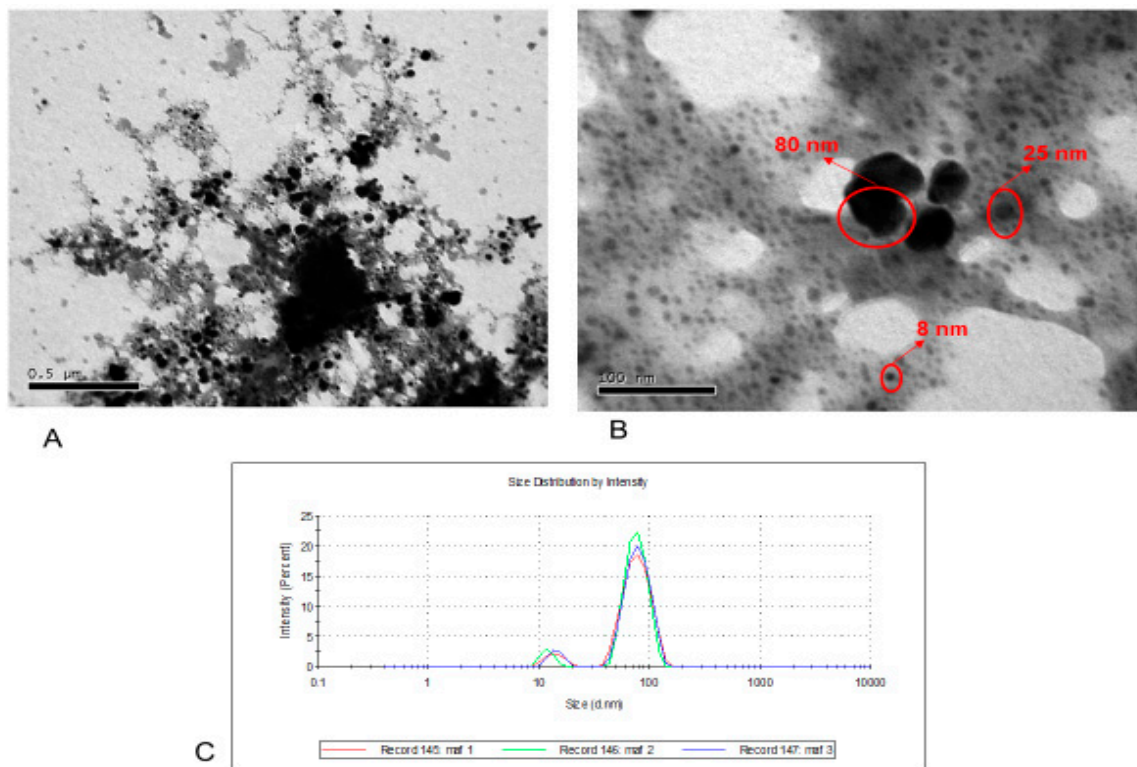 0.5 µm
A
80 nm
25 nm
8 nm
100 nm
B
Size Distribution by Intensity
Intensity (Percent)
25
20
15
10
5
0
0.1 1 10 100 1000 10000
Size (d.nm)
Record 145: maf 1 Record 146: maf 2 Record 147: maf 3
C